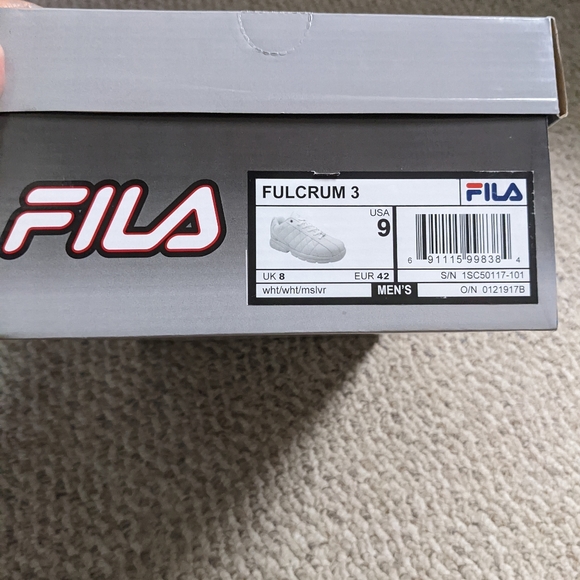 FILA
FULCRUM 3
FILA
USA
9
6 91115 99838 4
UK 8
EUR 42
S/N 1SC50117-101
wht/wht/mslvr
MEN'S
O/N 0121917B